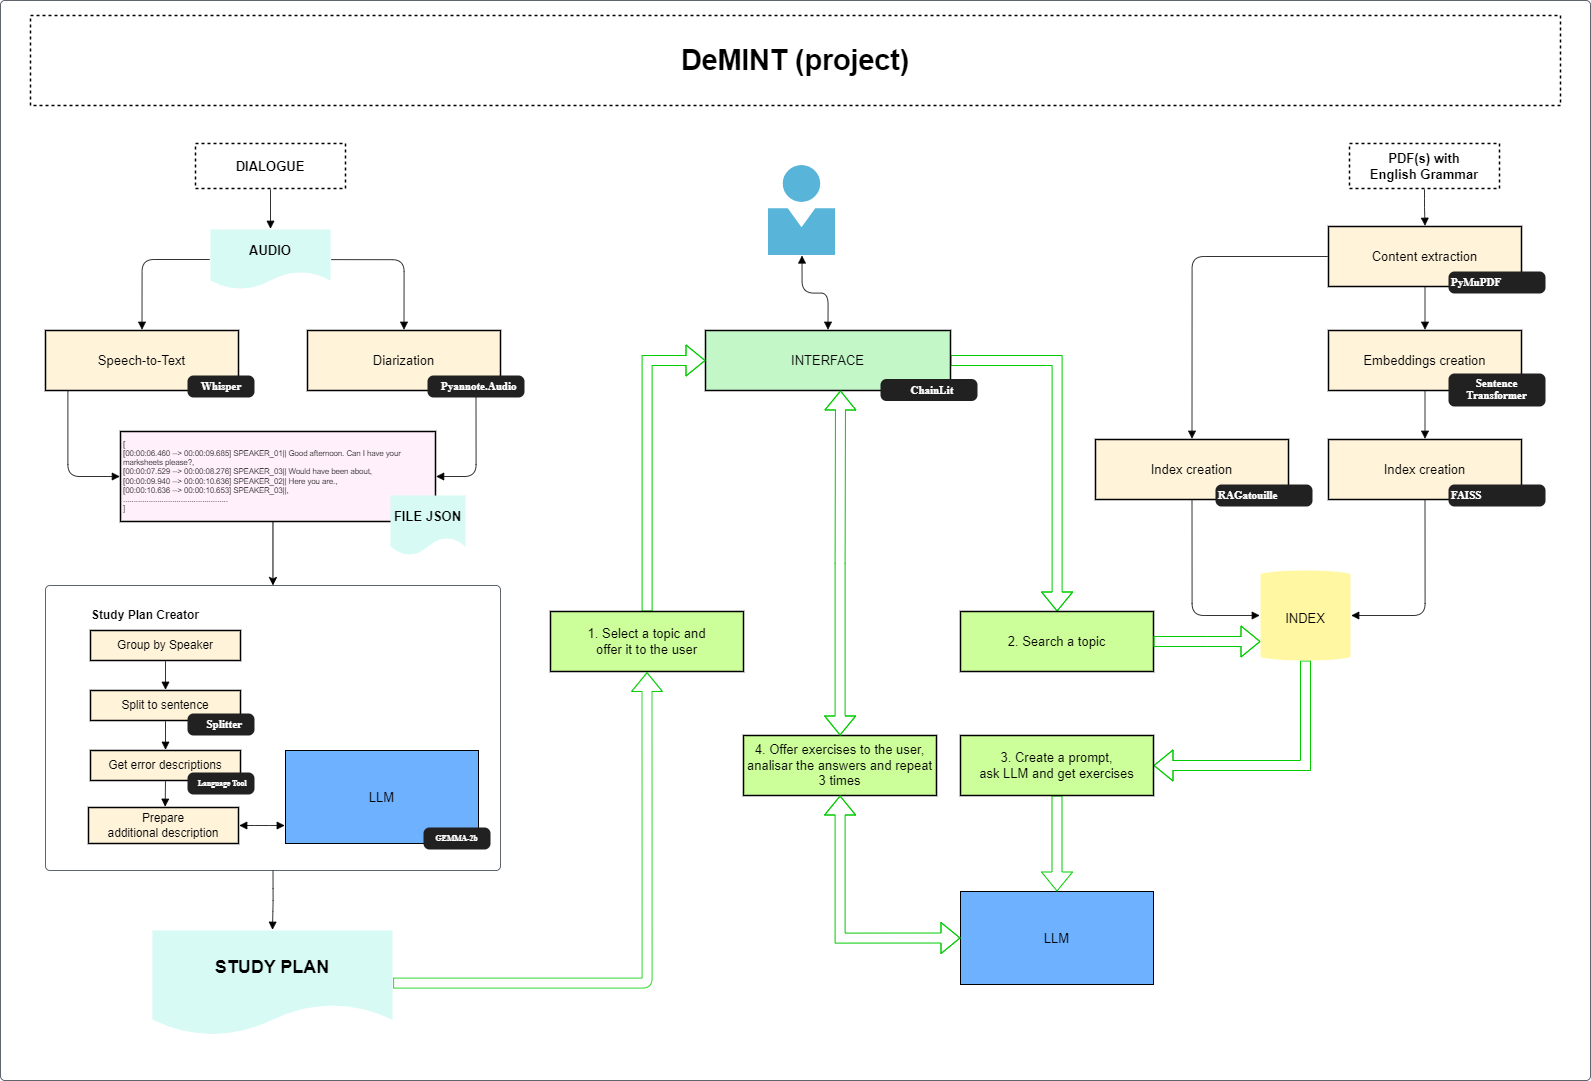 DeMINT (project)
DIALOGUE
AUDIO
Speech-to-Text
Whisper
Diarization
Pyannote.Audio
[
[00:00:06.460 --> 00:00:09.685] SPEAKER_01|| Good afternoon. Can I have your
marksheets please?,
[00:00:07.529 --> 00:00:08.276] SPEAKER_03|| Would have been about,
[00:00:09.940 --> 00:00:10.636] SPEAKER_02|| Here you are.,
[00:00:10.636 --> 00:00:10.653] SPEAKER_03||,
....................................................
]
FILE JSON
Study Plan Creator
Group by Speaker
Split to sentence
Splitter
Get error descriptions
Language Tool
Prepare
additional description
LLM
GEMMA-2b
STUDY PLAN
INTERFACE
ChainLit
1. Select a topic and
offer it to the user
2. Search a topic
3. Create a prompt,
ask LLM and get exercises
4. Offer exercises to the user,
analisar the answers and repeat
3 times
LLM
PDF(s) with
English Grammar
Content extraction
PyMuPDF
Embeddings creation
Sentence
Transformer
Index creation
RAGatouille
Index creation
FAISS
INDEX